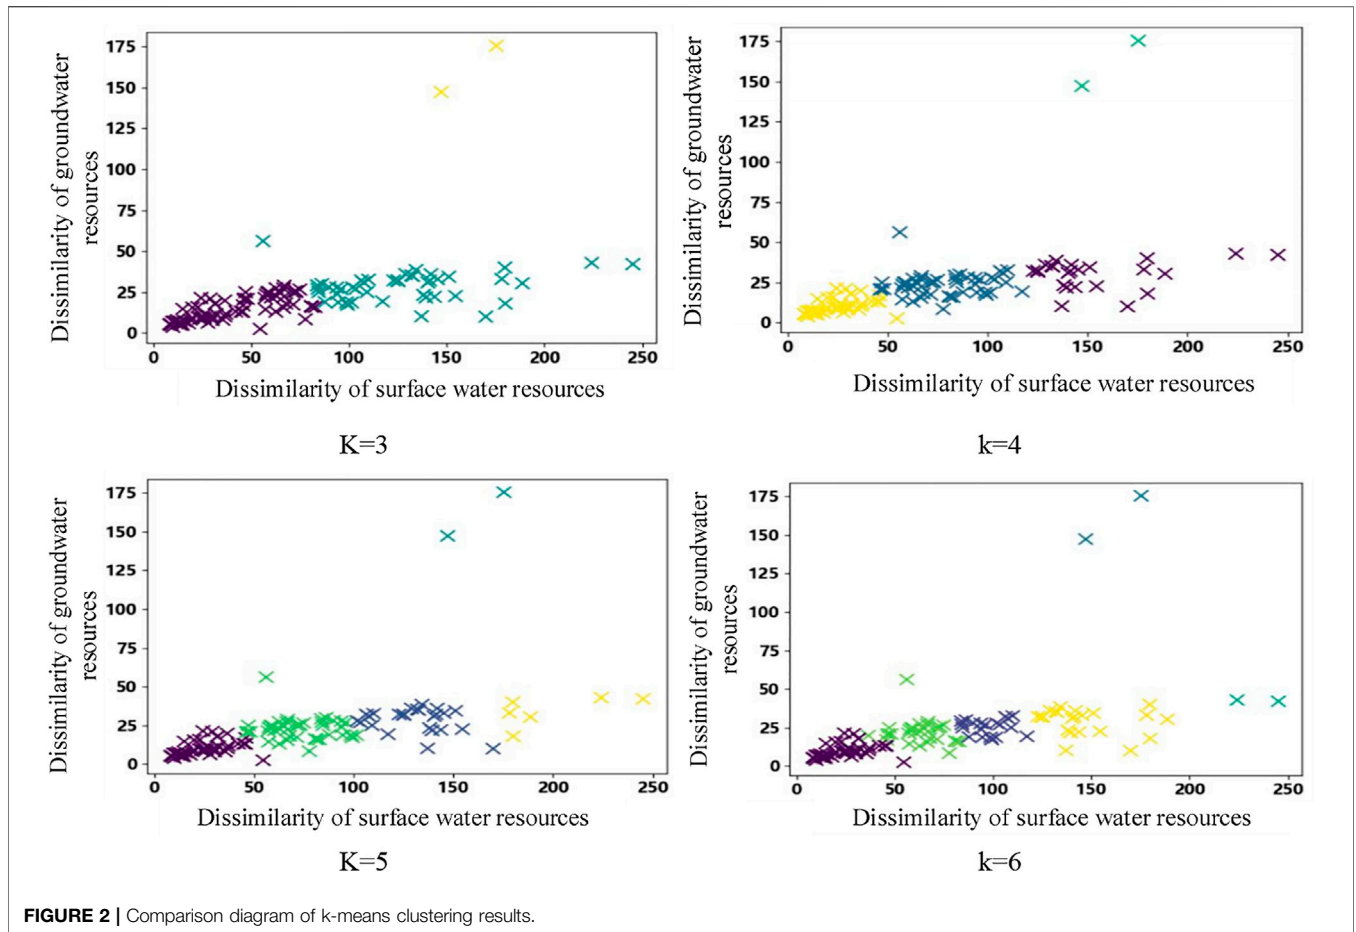 Dissimilarity of groundwater
resources
175
150
125
100
75
50
25
0
0 50 100 150 200 250
Dissimilarity of surface water resources
K=3
Dissimilarity of groundwater
resources
175
150
125
100
75
50
25
0
0 50 100 150 200 250
Dissimilarity of surface water resources
k=4
Dissimilarity of groundwater
resources
175
150
125
100
75
50
25
0
0 50 100 150 200 250
Dissimilarity of surface water resources
K=5
Dissimilarity of groundwater
resources
175
150
125
100
75
50
25
0
0 50 100 150 200 250
Dissimilarity of surface water resources
k=6
FIGURE 2 | Comparison diagram of k-means clustering results.